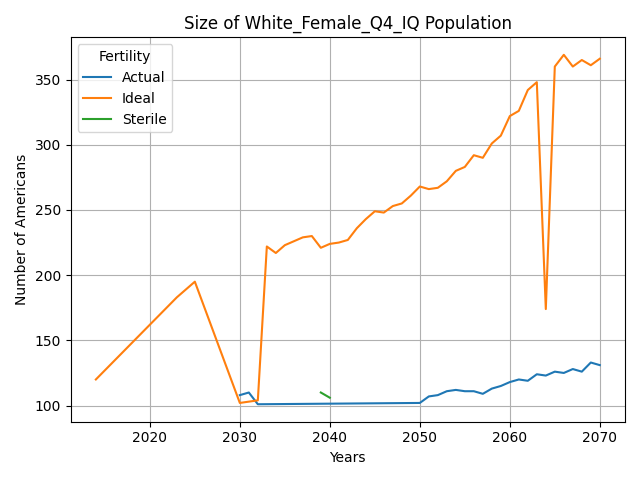 Size of White_Female_Q4_IQ Population
Fertility
Actual
Ideal
Sterile
Number of Americans
350
300
250
200
150
100
2020 2030 2040 2050 2060 2070
Years